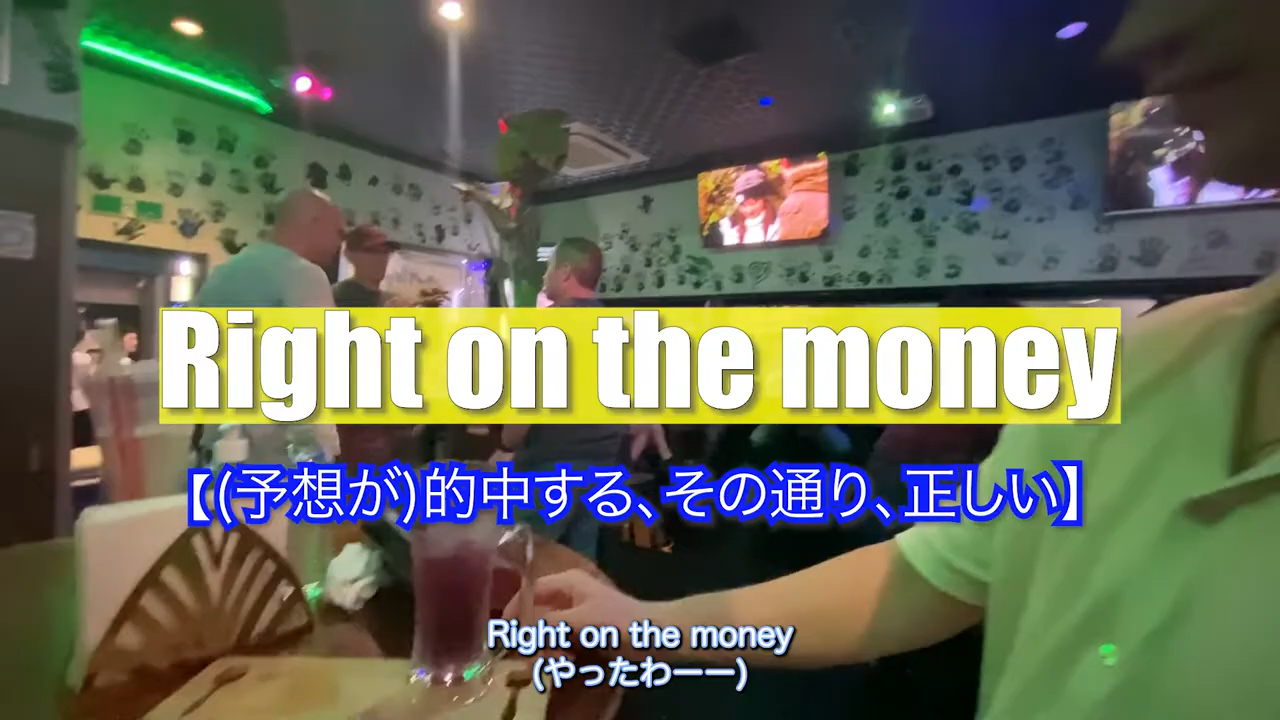 Right on the money
【(予想が)的中する、その通り、正しい】
Right on the money
(やったわーー)